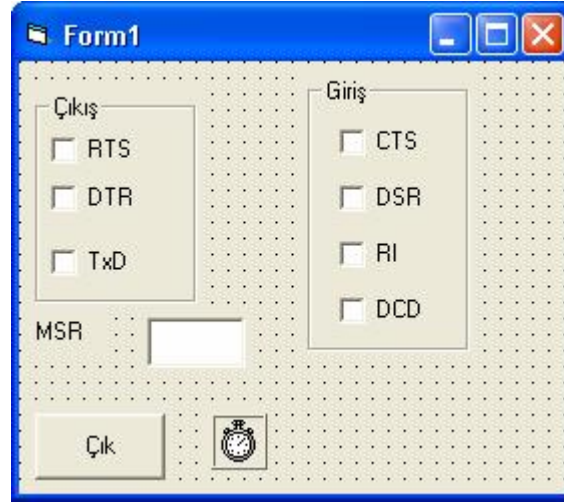 Form1
Çıkış
RTS
DTR
TxD
Giriş
CTS
DSR
RI
DCD
MSR
Çık